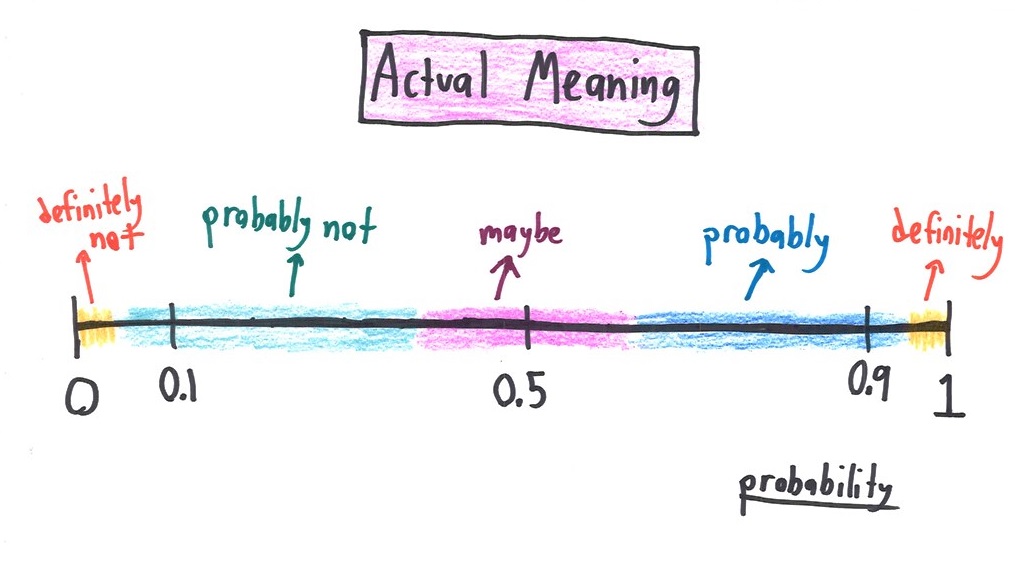 Actual Meaning
definitely
not
probably not
maybe
probably
definitely
0
0.1
0.5
0.9
1
probability